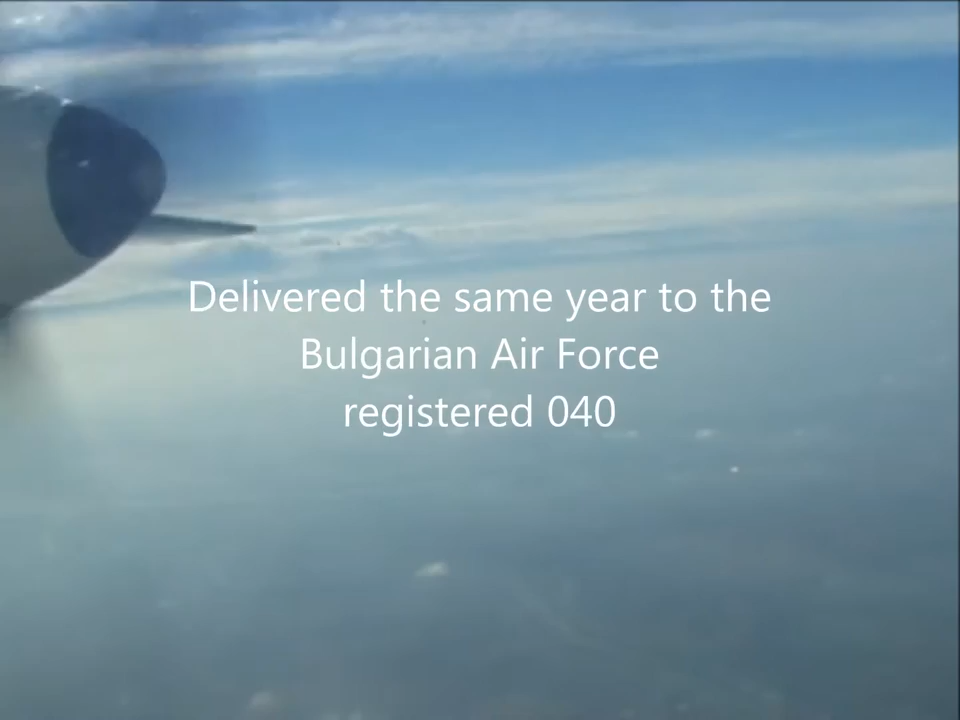 Delivered the same year to the
Bulgarian Air Force
registered 040